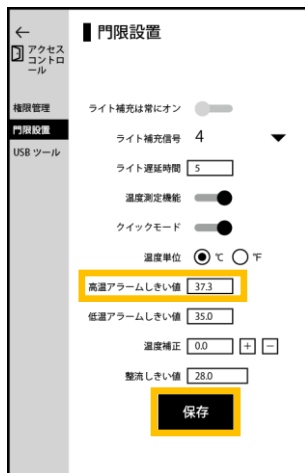 ←
門限設置
アクセス
コントロ
ール
権限管理
門限設置
USB ツール
ライト補充は常にオン
ライト補充信号 4
ライト遅延時間 5
温度測定機能
クイックモード
温度単位 ℃ ℉
高温アラームしきい値 37.3
低温アラームしきい値 35.0
温度補正 0.0 + −
整流しきい値 28.0
保存